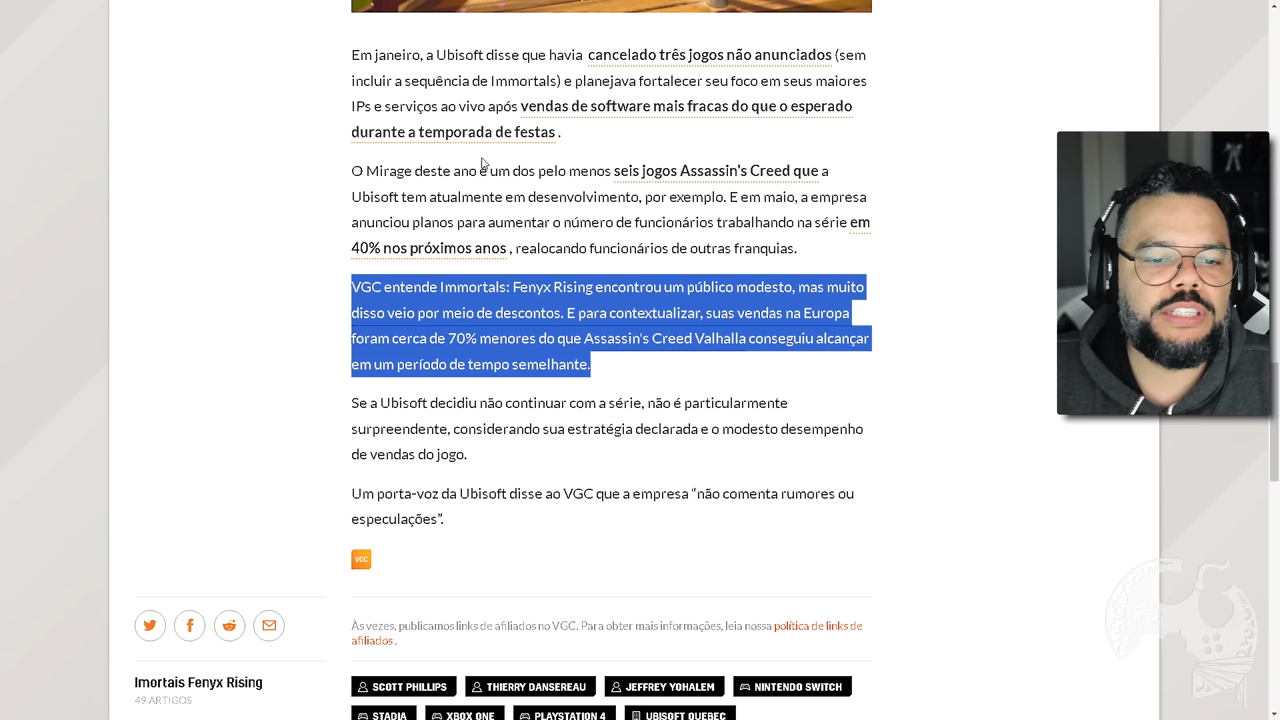 Em janeiro, a Ubisoft disse que havia cancelado três jogos não anunciados (sem
incluir a sequência de Immortals) e planejava fortalecer seu foco em seus maiores
IPs e serviços ao vivo após vendas de software mais fracas do que o esperado
durante a temporada de festas .
O Mirage deste ano é um dos pelo menos seis jogos Assassin's Creed que a
Ubisoft tem atualmente em desenvolvimento, por exemplo. E em maio, a empresa
anunciou planos para aumentar o número de funcionários trabalhando na série em
40% nos próximos anos , realocando funcionários de outras franquias.
VGC entende Immortals: Fenyx Rising encontrou um público modesto, mas muito
disso veio por meio de descontos. E para contextualizar, suas vendas na Europa
foram cerca de 70% menores do que Assassin's Creed Valhalla conseguiu alcançar
em um período de tempo semelhante.
Se a Ubisoft decidiu não continuar com a série, não é particularmente
surpreendente, considerando sua estratégia declarada e o modesto desempenho
de vendas do jogo.
Um porta-voz da Ubisoft disse ao VGC que a empresa “não comenta rumores ou
especulações”.
VGC
Às vezes, publicamos links de afiliados no VGC. Para obter mais informações, leia nossa política de links de
afiliados .
Imortais Fenyx Rising
49 ARTIGOS
SCOTT PHILLIPS THIERRY DANSEREAU JEFFREY YOHALEM NINTENDO SWITCH
STADIA XBOX ONE PLAYSTATION 4 UBISOFT QUEBEC